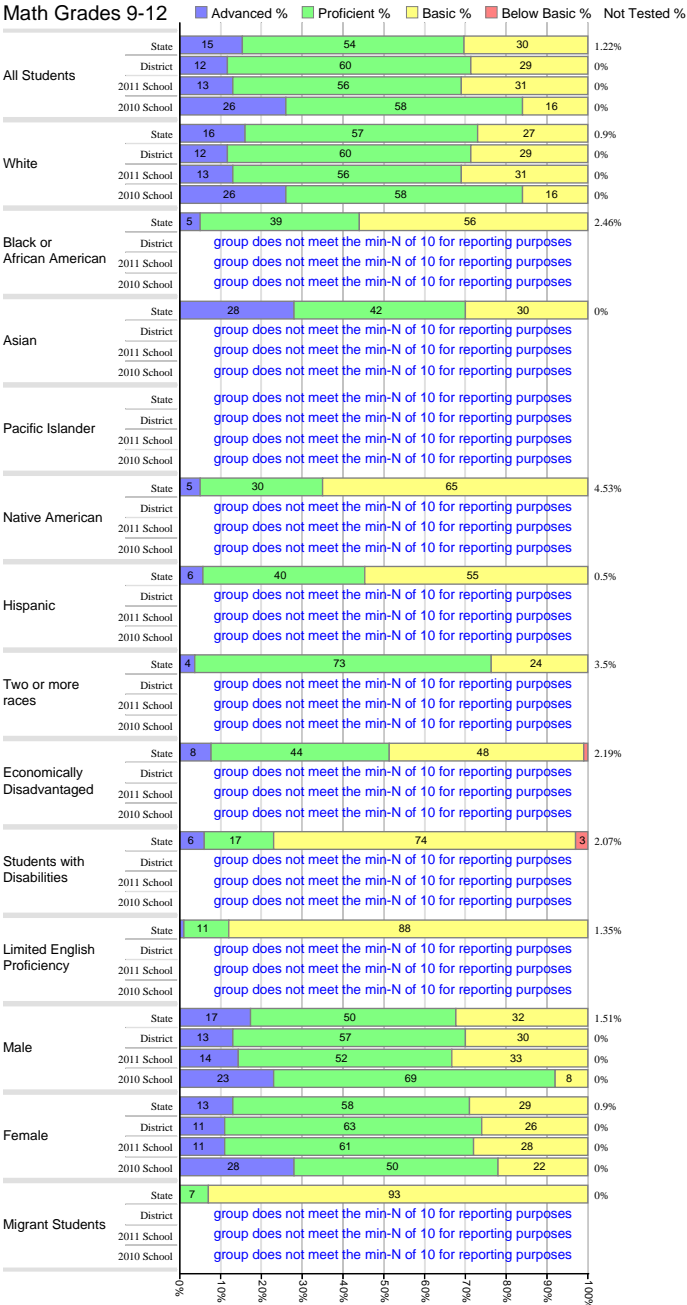 Math Grades 9-12 Advanced % Proficient % Basic % Below Basic % Not Tested %
All Students
State 15 54 30 1.22%
District 12 60 29 0%
2011 School 13 56 31 0%
2010 School 26 58 16 0%
White
State 16 57 27 0.9%
District 12 60 29 0%
2011 School 13 56 31 0%
2010 School 26 58 16 0%
Black or
African American
State 5 39 56 2.46%
District group does not meet the min-N of 10 for reporting purposes
2011 School group does not meet the min-N of 10 for reporting purposes
2010 School group does not meet the min-N of 10 for reporting purposes
Asian
State 28 42 30 0%
District group does not meet the min-N of 10 for reporting purposes
2011 School group does not meet the min-N of 10 for reporting purposes
2010 School group does not meet the min-N of 10 for reporting purposes
Pacific Islander
State group does not meet the min-N of 10 for reporting purposes
District group does not meet the min-N of 10 for reporting purposes
2011 School group does not meet the min-N of 10 for reporting purposes
2010 School group does not meet the min-N of 10 for reporting purposes
Native American
State 5 30 65 4.53%
District group does not meet the min-N of 10 for reporting purposes
2011 School group does not meet the min-N of 10 for reporting purposes
2010 School group does not meet the min-N of 10 for reporting purposes
Hispanic
State 6 40 55 0.5%
District group does not meet the min-N of 10 for reporting purposes
2011 School group does not meet the min-N of 10 for reporting purposes
2010 School group does not meet the min-N of 10 for reporting purposes
Two or more
races
State 4 73 24 3.5%
District group does not meet the min-N of 10 for reporting purposes
2011 School group does not meet the min-N of 10 for reporting purposes
2010 School group does not meet the min-N of 10 for reporting purposes
Economically
Disadvantaged
State 8 44 48 2.19%
District group does not meet the min-N of 10 for reporting purposes
2011 School group does not meet the min-N of 10 for reporting purposes
2010 School group does not meet the min-N of 10 for reporting purposes
Students with
Disabilities
State 6 17 74 3 2.07%
District group does not meet the min-N of 10 for reporting purposes
2011 School group does not meet the min-N of 10 for reporting purposes
2010 School group does not meet the min-N of 10 for reporting purposes
Limited English
Proficiency
State 11 88 1.35%
District group does not meet the min-N of 10 for reporting purposes
2011 School group does not meet the min-N of 10 for reporting purposes
2010 School group does not meet the min-N of 10 for reporting purposes
Male
State 17 50 32 1.51%
District 13 57 30 0%
2011 School 14 52 33 0%
2010 School 23 69 8 0%
Female
State 13 58 29 0.9%
District 11 63 26 0%
2011 School 11 61 28 0%
2010 School 28 50 22 0%
Migrant Students
State 7 93 0%
District group does not meet the min-N of 10 for reporting purposes
2011 School group does not meet the min-N of 10 for reporting purposes
2010 School group does not meet the min-N of 10 for reporting purposes
0% 10% 20% 30% 40% 50% 60% 70% 80% 90% 100%